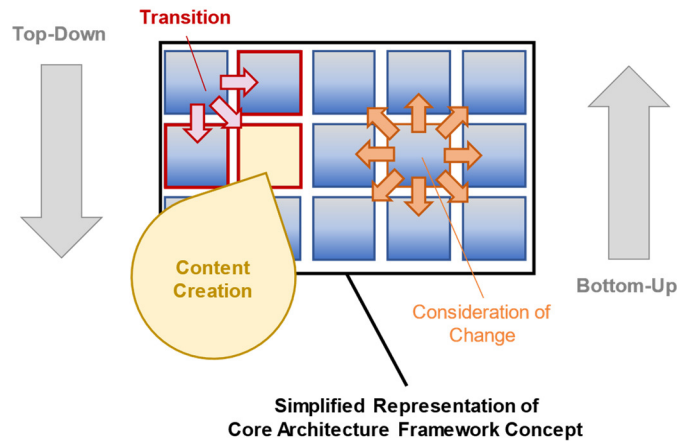 Transition
Top-Down
Content
Creation
Bottom-Up
Consideration of
Change
Simplified Representation of
Core Architecture Framework Concept